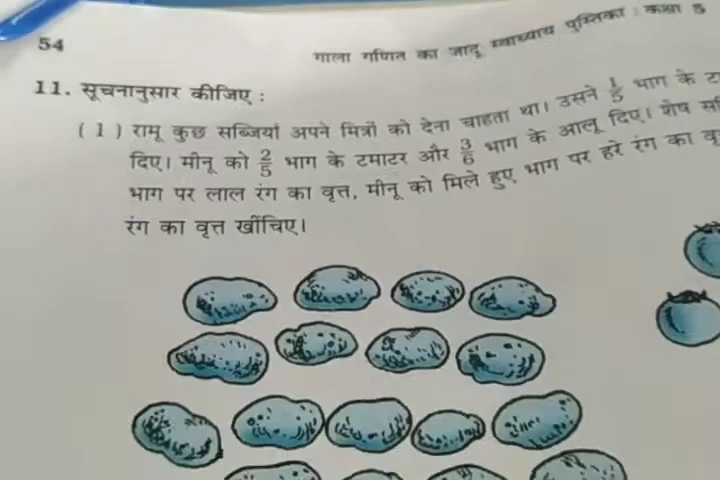 54
गाला गणित का जादू स्वाध्याय पुस्तिका : कक्षा 5
11. सूचनानुसार कीजिए :
(1) रामू कुछ सब्जियाँ अपने मित्रों को देना चाहता था। उसने 1/5 भाग के
दिए। मीनू को 2/5 भाग के टमाटर और 3/6 भाग के आलू दिए। शेष
भाग पर लाल रंग का वृत्त, मीनू को मिले हुए भाग पर हरे रंग का
रंग का वृत्त खींचिए।